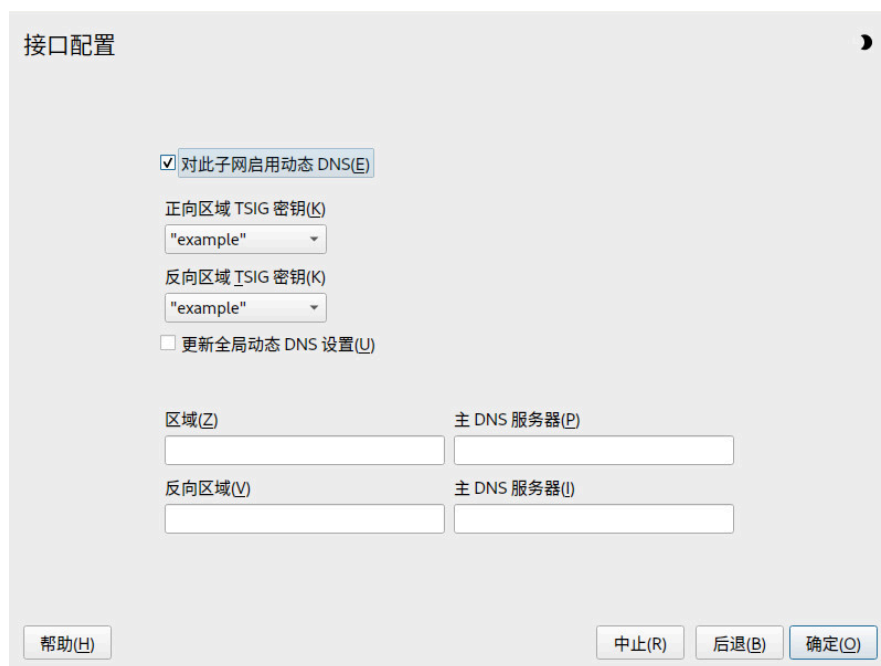 接口配置
对此子网启用动态 DNS(E)
正向区域 TSIG 密钥(K)
"example"
反向区域 TSIG 密钥(K)
"example"
更新全局动态 DNS 设置(U)
区域(Z) 主 DNS 服务器(P)
反向区域(V) 主 DNS 服务器(I)
帮助(H) 中止(R) 后退(B) 确定(O)